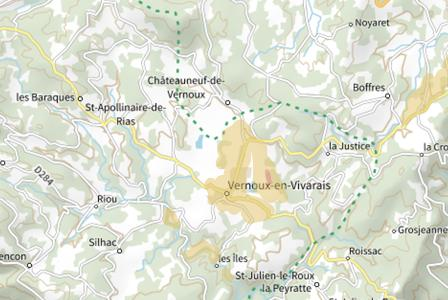 Noyaret
Châteauneuf-de-
Vernoux
Boffres
les Baraques
St-Apollinaire-de-
Rias
la Justice
la Cro
D284
Vernoux-en-Vivarais
Riou
Grosjeanne
Silhac
encon
les Îles
Roissac
St-Julien-le-Roux
la Peyratte